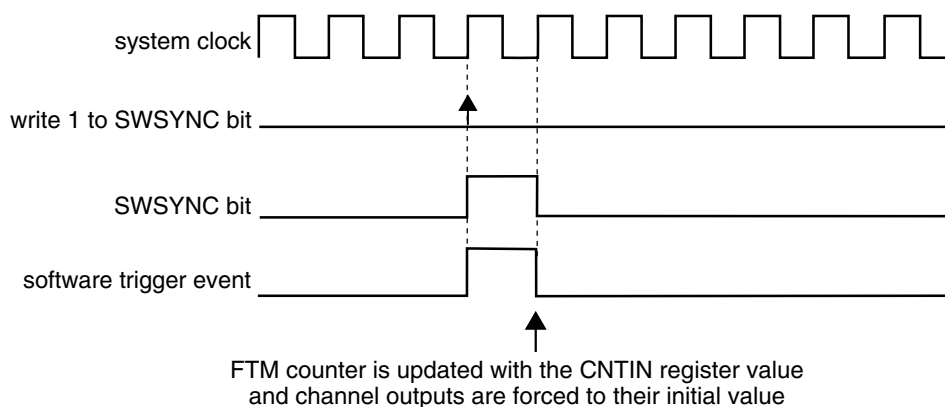 system clock
write 1 to SWSYNC bit
SWSYNC bit
software trigger event
FTM counter is updated with the CNTIN register value
and channel outputs are forced to their initial value